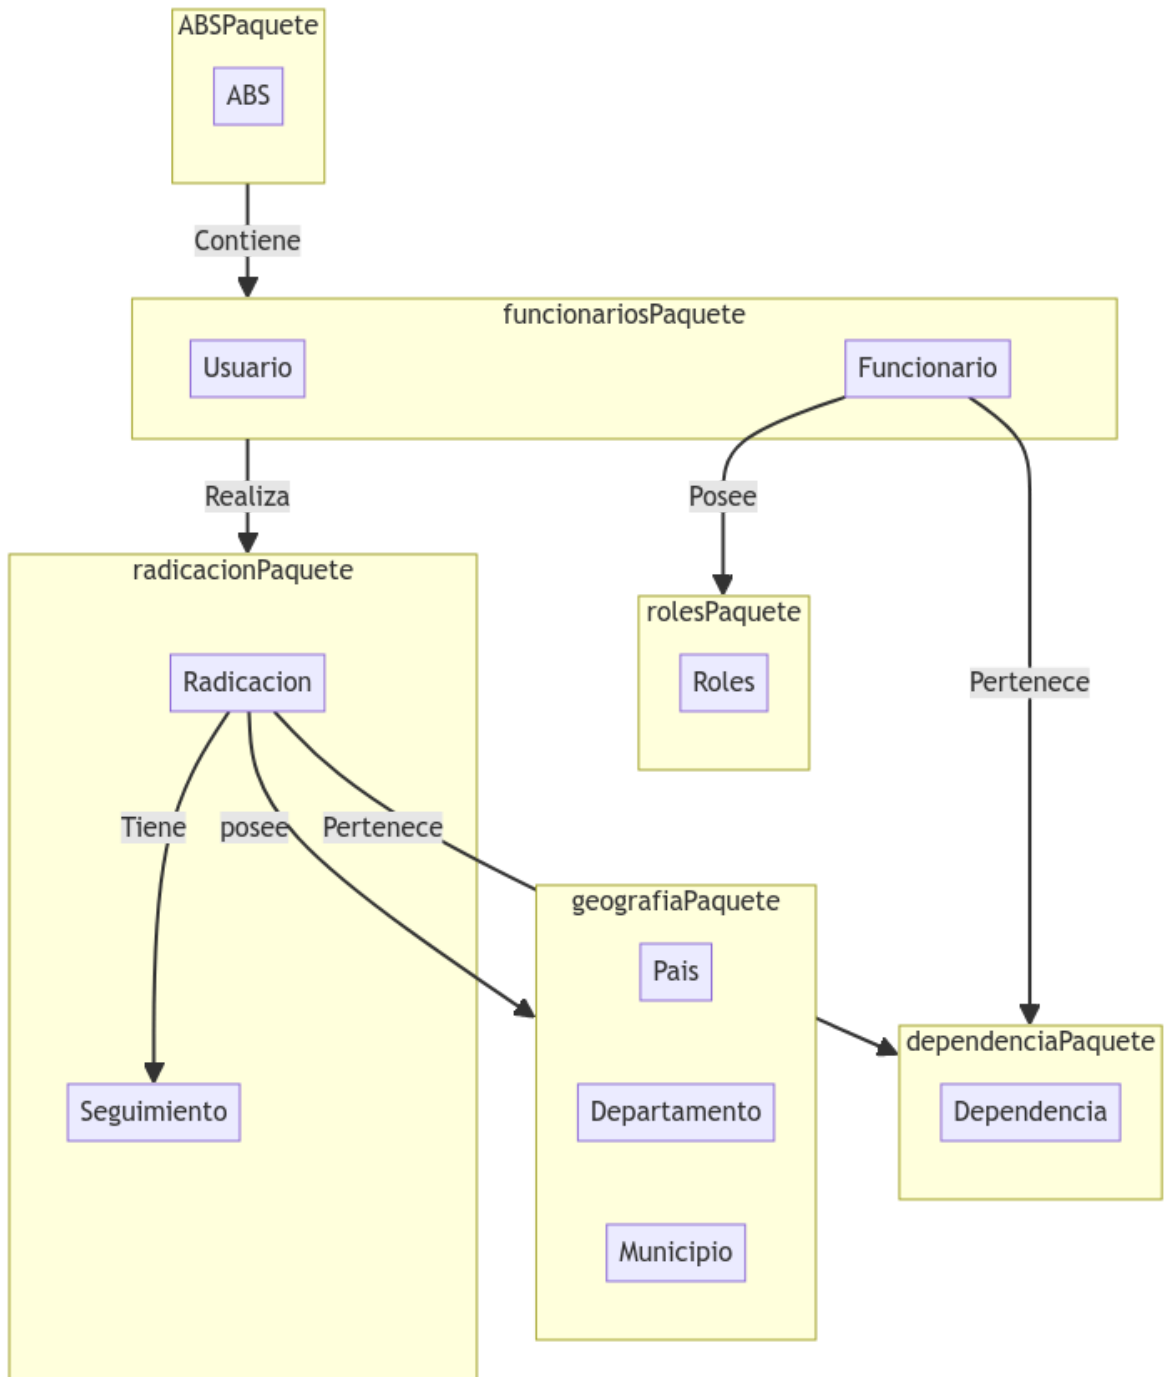 ABSPaquete
ABS
Contiene
funcionariosPaquete
Usuario
Funcionario
Realiza
Posee
radicacionPaquete
rolesPaquete
Radicacion
Roles
Pertenece
Tiene
posee
Pertenece
geografiaPaquete
Pais
dependenciaPaquete
Seguimiento
Departamento
Dependencia
Municipio